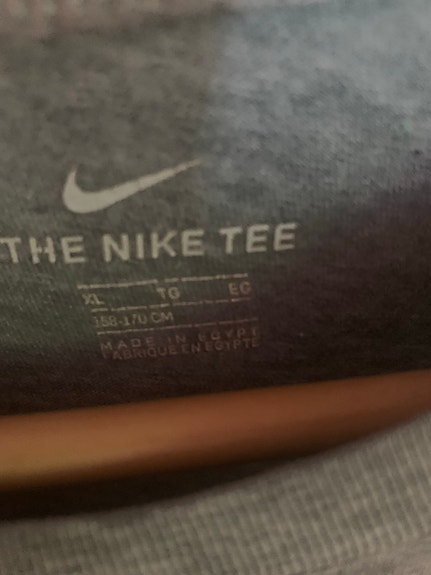 THE NIKE TEE
XL TG EG
158-170 CM
MADE IN EGYPT
FABRIQUE EN EGYPTE